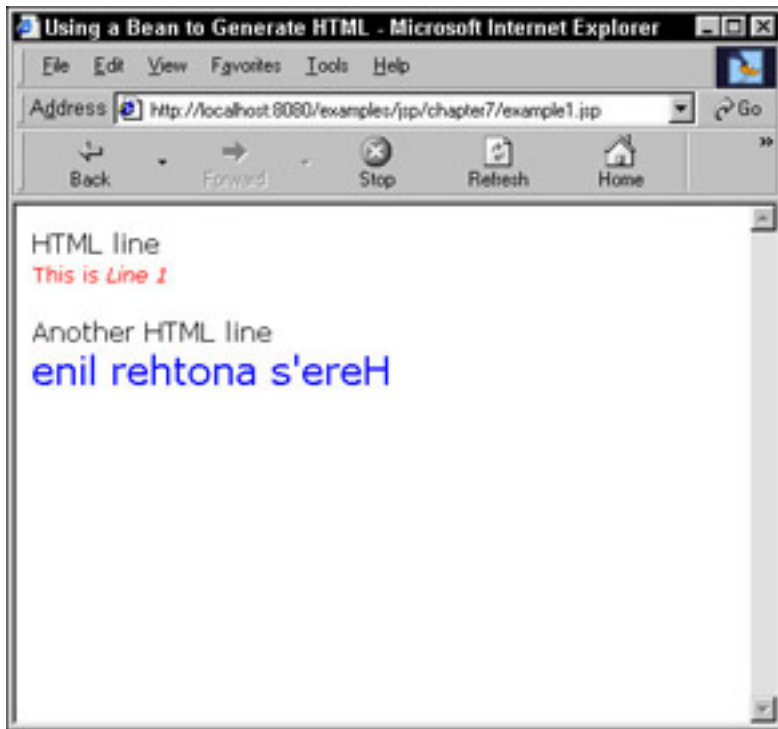 Using a Bean to Generate HTML - Microsoft Internet Explorer
File Edit View Favorites Tools Help
Address http://localhost:8080/examples/jsp/chapter7/example1.jsp Go
Back Forward Stop Refresh Home
HTML line
This is Line 1
Another HTML line
enil rehtona s'ereH